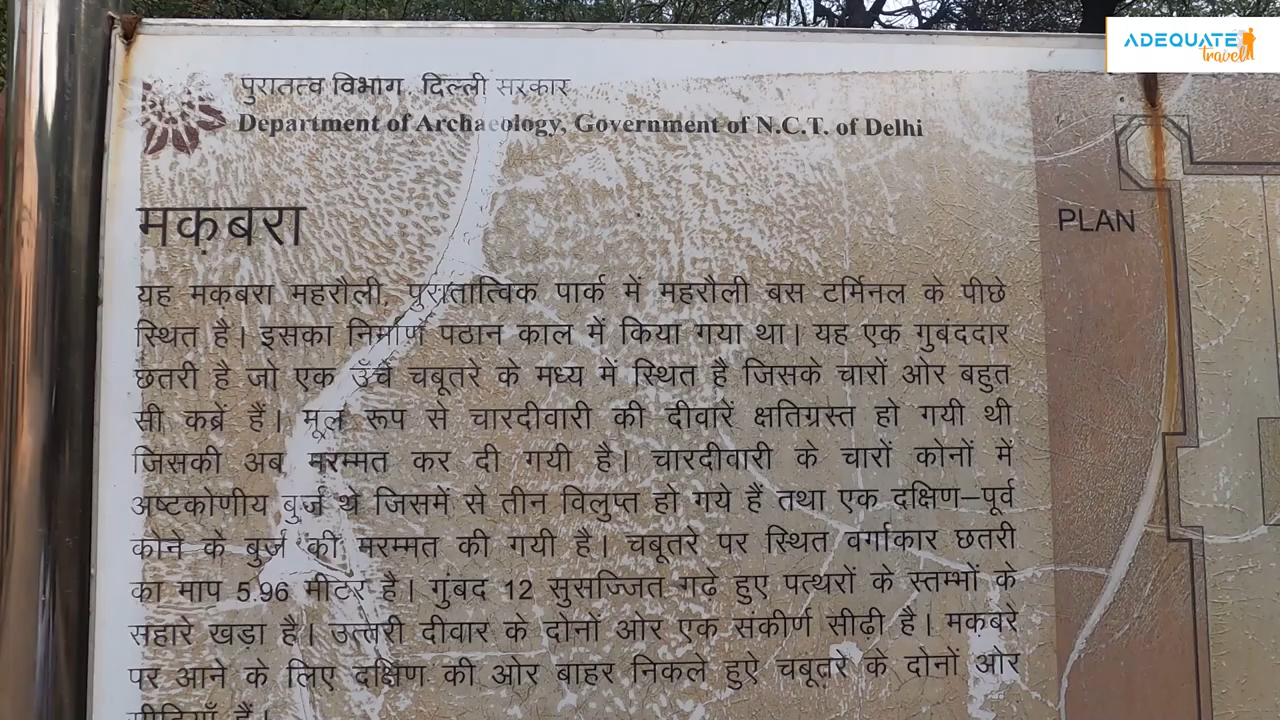 ADEQUATE
travel
पुरातत्व विभाग, दिल्ली सरकार
Department of Archaeology, Government of N.C.T. of Delhi
मक़बरा
PLAN
यह मक़बरा महरौली, पुरातात्विक पार्क में महरौली बस टर्मिनल के पीछे
स्थित है। इसका निर्माण पठान काल में किया गया था। यह एक गुबंददार
छतरी है जो एक उँचे चबूतरे के मध्य में स्थित है जिसके चारों ओर बहुत
सी कब्रें हैं। मूल रूप से चारदीवारी की दीवारें क्षतिग्रस्त हो गयी थी
जिसकी अब मरम्मत कर दी गयी है। चारदीवारी के चारों कोनों में
अष्टकोणीय बुर्ज थे जिसमें से तीन विलुप्त हो गये हैं तथा एक दक्षिण–पूर्व
कोने के बुर्ज की मरम्मत की गयी है। चबूतरे पर स्थित वर्गाकार छतरी
का माप 5.96 मीटर है। गुंबद 12 सुसज्जित गढ़े हुए पत्थरों के स्तम्भों के
सहारे खड़ा है। उत्तरी दीवार के दोनों ओर एक संकीर्ण सीढ़ी है। मक़बरे
पर आने के लिए दक्षिण की ओर बाहर निकले हुऐ चबूतरे के दोनों ओर